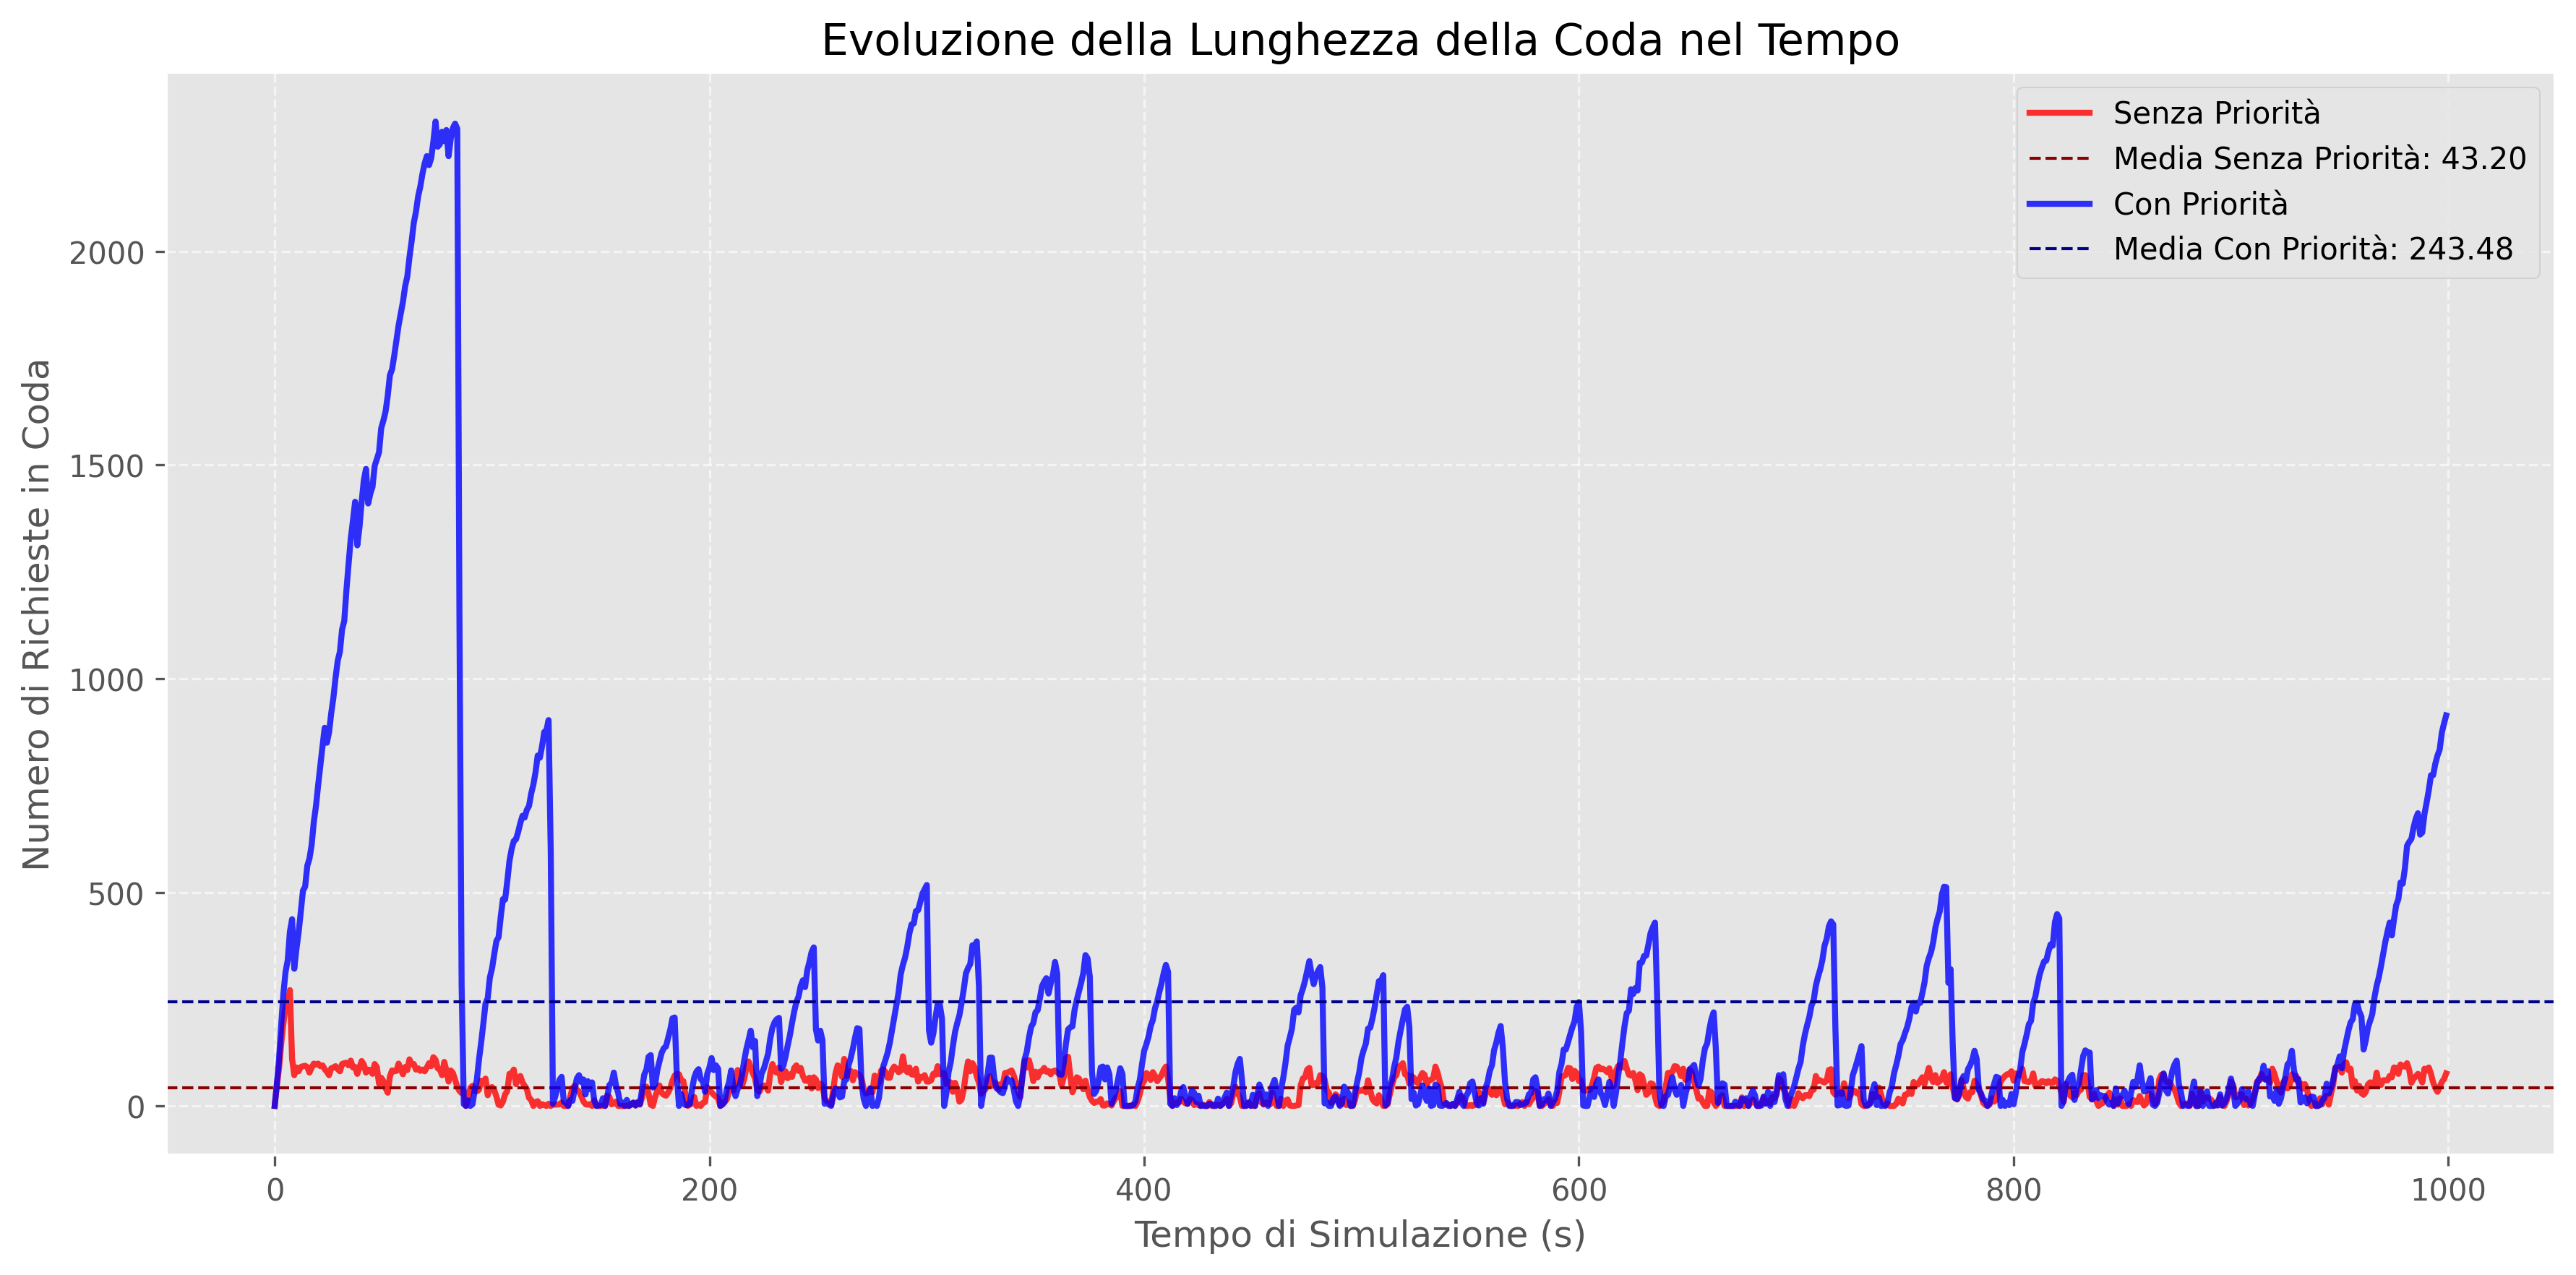 Evoluzione della Lunghezza della Coda nel Tempo
Senza Priorità
Media Senza Priorità: 43.20
Con Priorità
Media Con Priorità: 243.48
Numero di Richieste in Coda
2000
1500
1000
500
0
0 200 400 600 800 1000
Tempo di Simulazione (s)